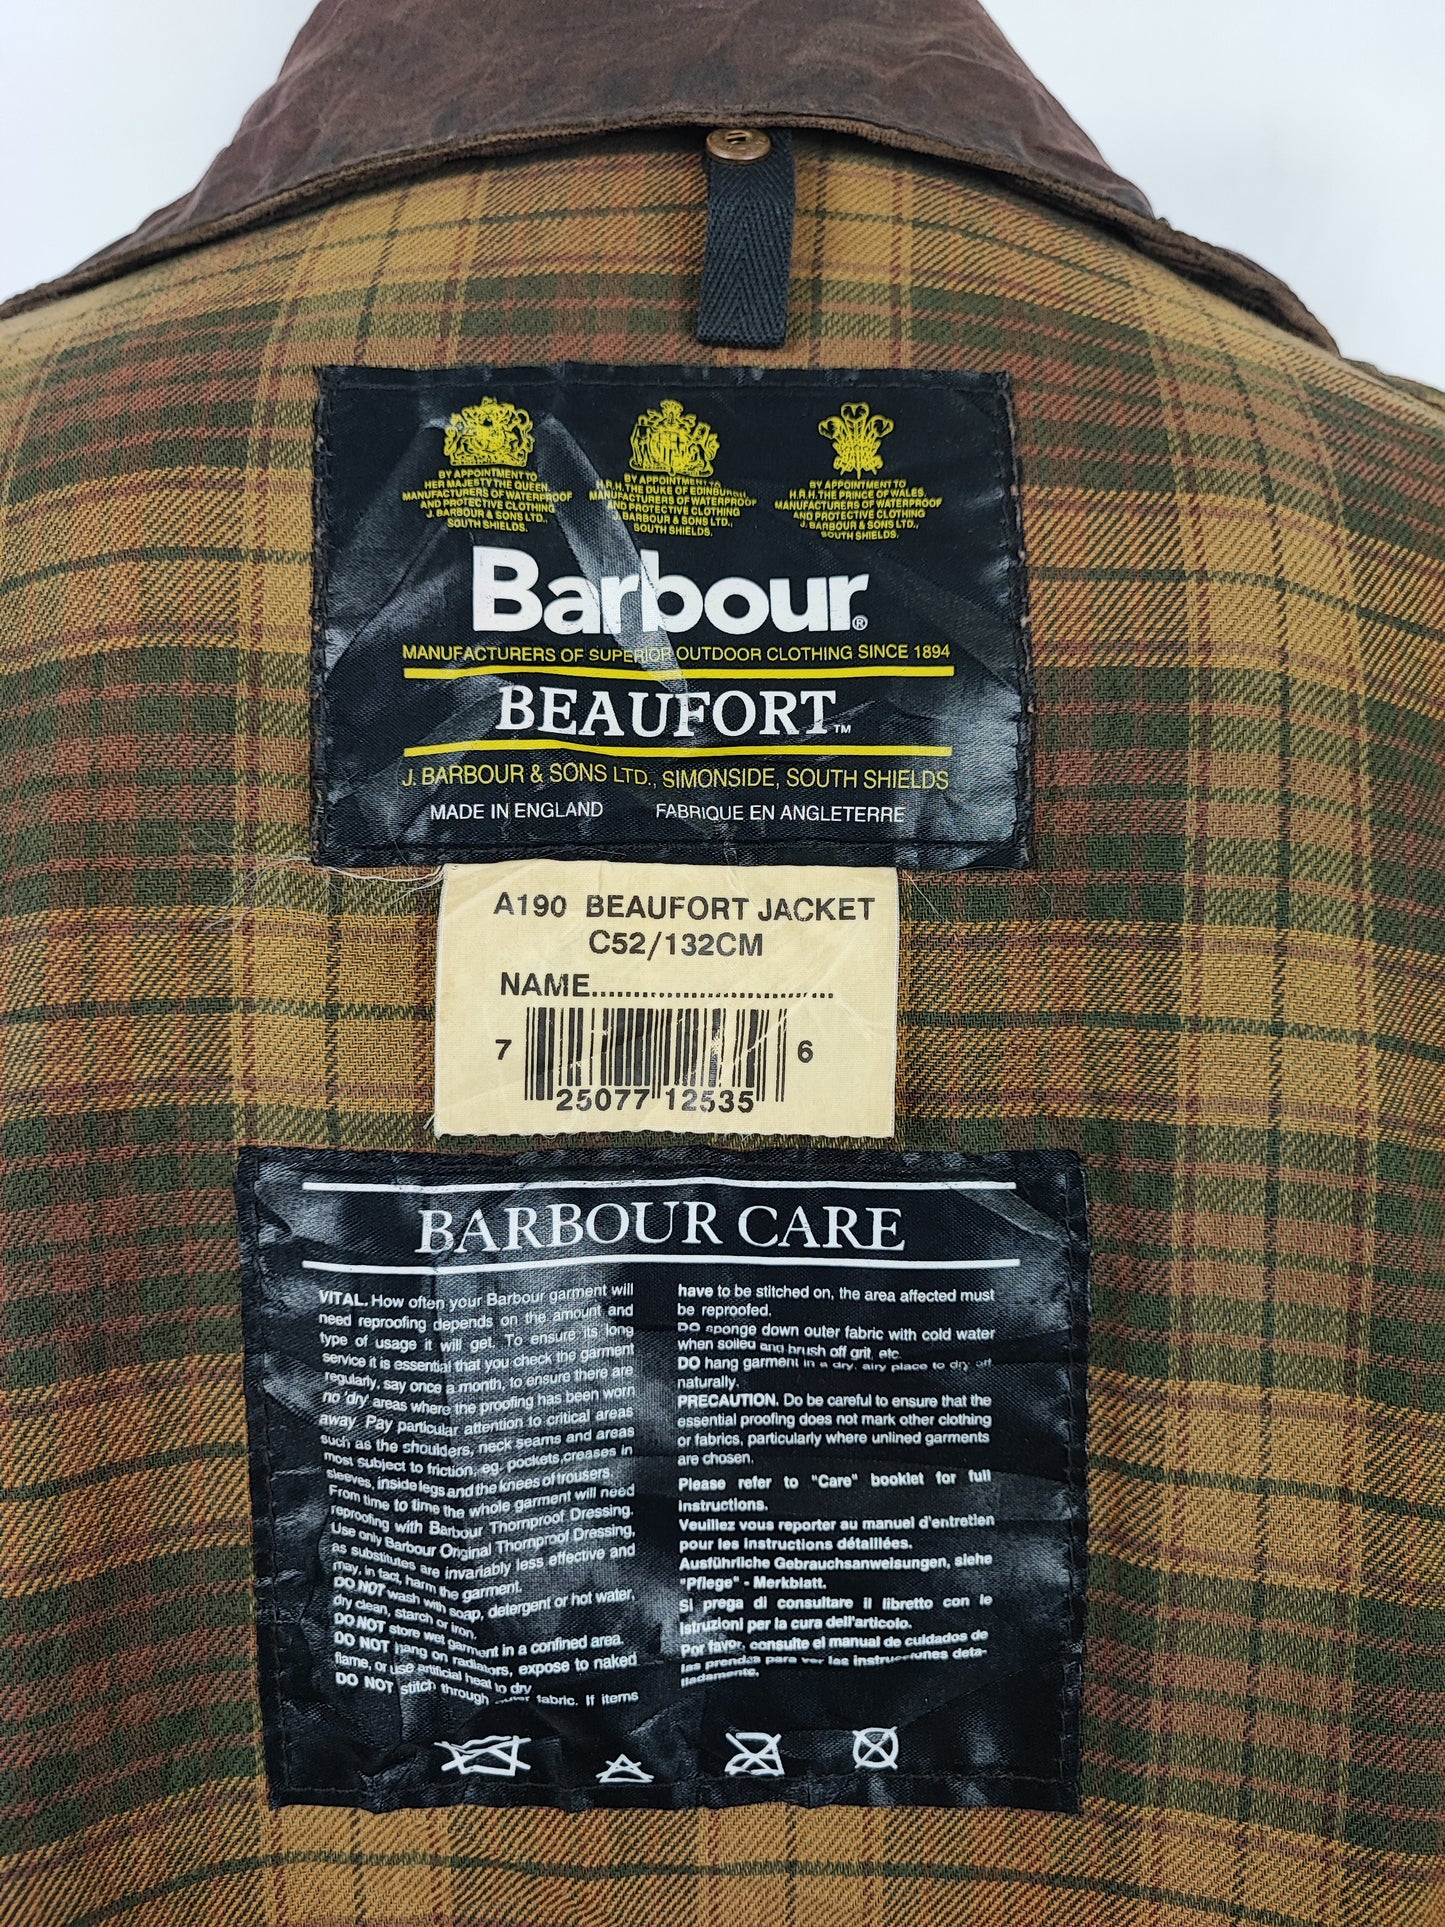 BY APPOINTMENT TO
HER MAJESTY THE QUEEN
MANUFACTURERS OF WATERPROOF
AND PROTECTIVE CLOTHING
J. BARBOUR & SONS LTD.,
SOUTH SHIELDS.
BY APPOINTMENT TO
H.R.H. THE DUKE OF EDINBURGH,
MANUFACTURERS OF WATERPROOF
AND PROTECTIVE CLOTHING
J. BARBOUR & SONS LTD.,
SOUTH SHIELDS.
BY APPOINTMENT TO
H.R.H. THE PRINCE OF WALES
MANUFACTURERS OF WATERPROOF
AND PROTECTIVE CLOTHING
J. BARBOUR & SONS LTD.,
SOUTH SHIELDS.
Barbour®
MANUFACTURERS OF SUPERIOR OUTDOOR CLOTHING SINCE 1894
BEAUFORT™
J. BARBOUR & SONS LTD., SIMONSIDE, SOUTH SHIELDS
MADE IN ENGLAND FABRIQUE EN ANGLETERRE
A190 BEAUFORT JACKET
C52/132CM
NAME..............................
7 25077 12535 6
BARBOUR CARE
VITAL. How often your Barbour garment will
need reproofing depends on the amount and
type of usage it will get. To ensure its long
service it is essential that you check the garment
regularly, say once a month, to ensure there are
no 'dry' areas where the proofing has been worn
away. Pay particular attention to critical areas
such as the shoulders, neck seams and areas
most subject to friction, eg. pockets, creases in
sleeves, inside legs and the knees of trousers.
From time to time the whole garment will need
reproofing with Barbour Thornproof Dressing.
Use only Barbour Original Thornproof Dressing,
as substitutes are invariably less effective and
may, in fact, harm the garment.
DO NOT wash with soap, detergent or hot water,
dry clean, starch or iron.
DO NOT store wet garment in a confined area.
DO NOT hang on radiators, expose to naked
flame, or use artificial heat to dry
DO NOT stitch through outer fabric. If items
have to be stitched on, the area affected must
be reproofed.
DO sponge down outer fabric with cold water
when soiled and brush off grit, etc.
DO hang garment in a dry, airy place to dry off
naturally.
PRECAUTION. Do be careful to ensure that the
essential proofing does not mark other clothing
or fabrics, particularly where unlined garments
are chosen.
Please refer to "Care" booklet for full
instructions.
Veuillez vous reporter au manuel d'entretien
pour les instructions détaillées.
Ausführliche Gebrauchsanweisungen, siehe
"Pflege" - Merkblatt.
Si prega di consultare il libretto con le
istruzioni per la cura dell'articolo.
Por favor, consulte el manual de cuidados de
las prendas para ver las instrucciones deta-
lladamente.